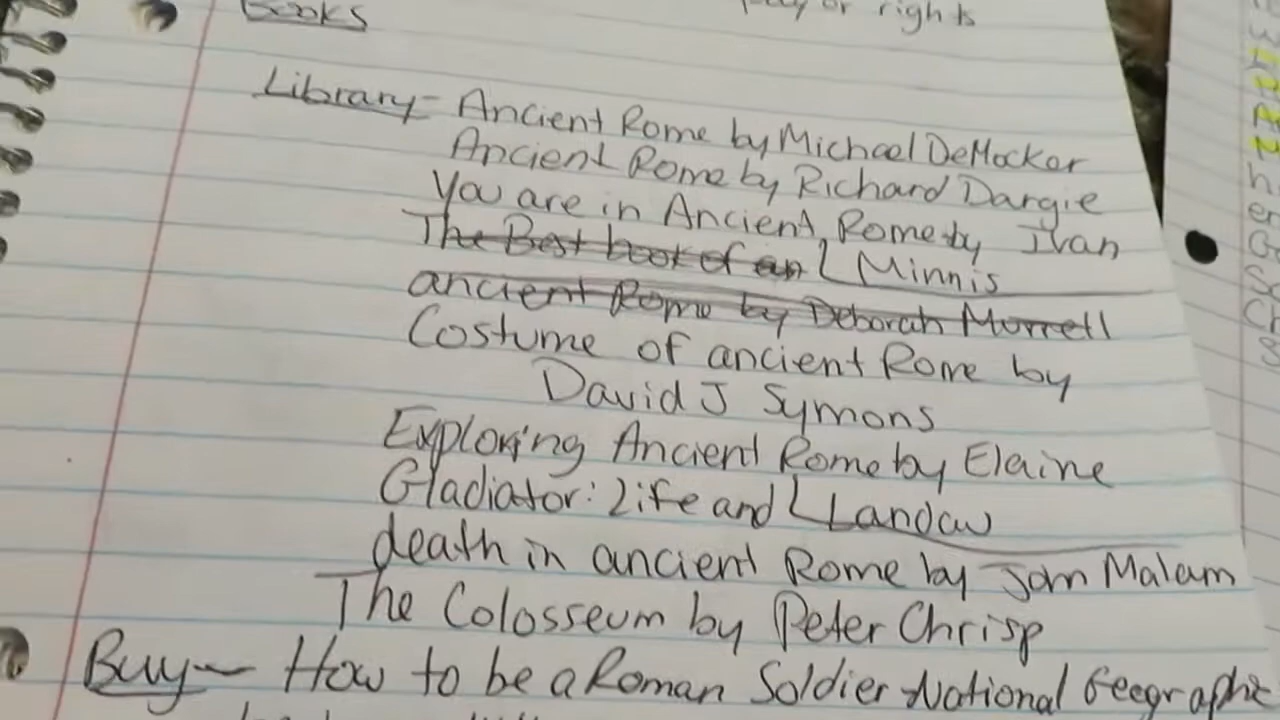 Books
or rights
Library- Ancient Rome by Michael DeMocker
Ancient Rome by Richard Dargie
You are in Ancient Rome by Ivan
The Best book of an Minnis
ancient Rome by Deborah Murrell
Costume of ancient Rome by
David J Symons
Exploring Ancient Rome by Elaine
Gladiator: Life and Landau
death in ancient Rome by John Malam
The Colosseum by Peter Chrisp
Buy- How to be a Roman Soldier-National Geographic